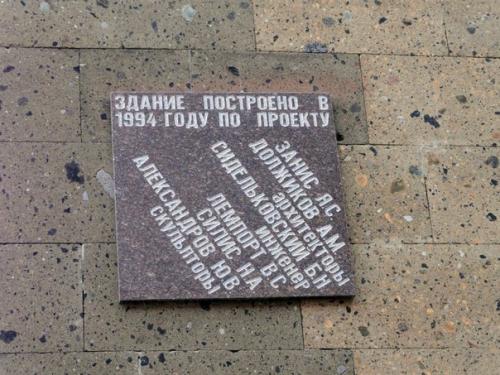 ЗДАНИЕ ПОСТРОЕНО В
1994 ГОДУ ПО ПРОЕКТУ
ЗАНИС Я.С
ДОЛЖИКОВ А.М.
архитекторы
СИДЕЛЬКОВСКИЙ Б.Н
инженер
ЛЕМПОРТ В С
СИЛИС Н.А
АЛЕКСАНДРОВ Ю.В
скульпторы